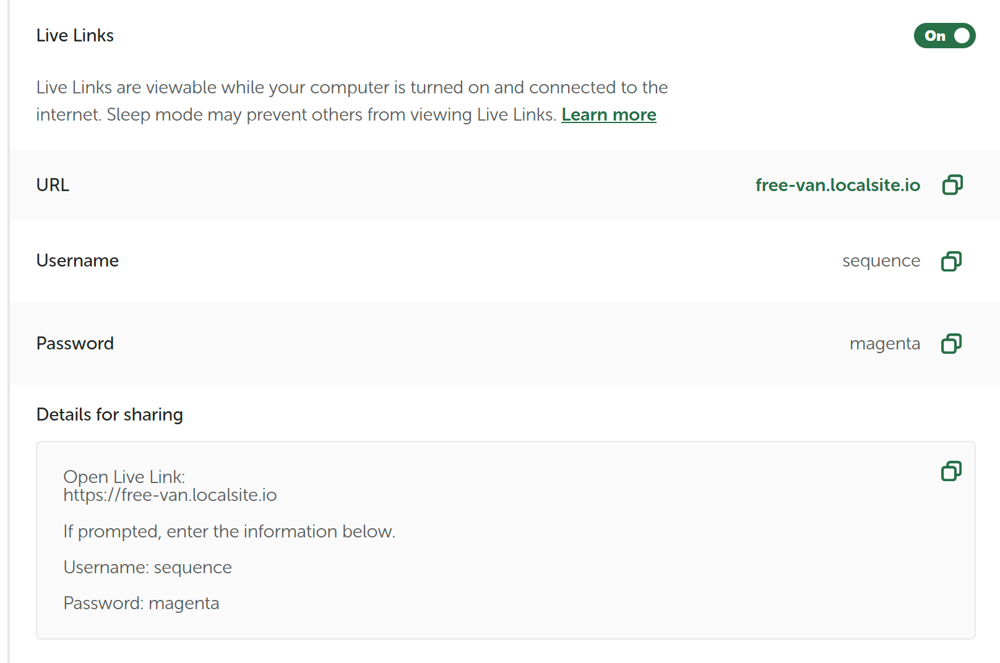 Live Links
On
Live Links are viewable while your computer is turned on and connected to the
internet. Sleep mode may prevent others from viewing Live Links. Learn more
URL
free-van.localsite.io
Username
sequence
Password
magenta
Details for sharing
Open Live Link:
https://free-van.localsite.io
If prompted, enter the information below.
Username: sequence
Password: magenta